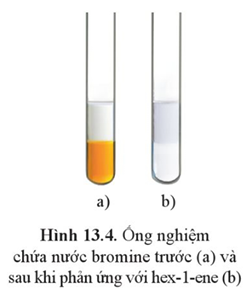 a) b)
Hình 13.4. Ống nghiệm
chứa nước bromine trước (a) và
sau khi phản ứng với hex-1-ene (b)